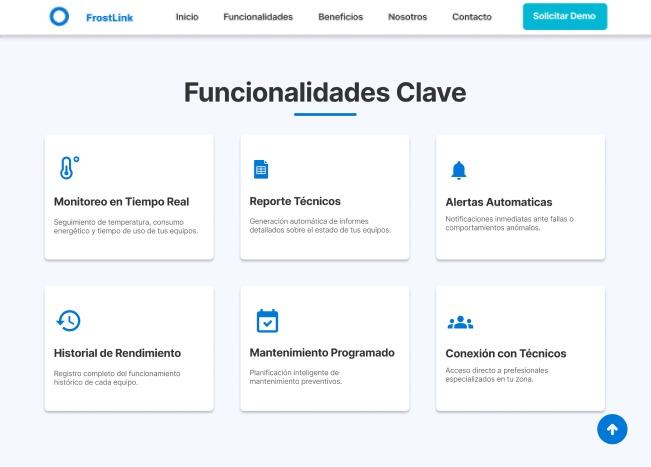 FrostLink Inicio Funcionalidades Beneficios Nosotros Contacto Solicitar Demo
Funcionalidades Clave
Monitoreo en Tiempo Real
Seguimiento de temperatura, consumo
energético y tiempo de uso de tus equipos.
Reporte Técnicos
Generación automática de informes
detallados sobre el estado de tus equipos.
Alertas Automaticas
Notificaciones inmediatas ante fallas o
comportamientos anómalos.
Historial de Rendimiento
Registro completo del funcionamiento
histórico de cada equipo.
Mantenimiento Programado
Planificación inteligente de
mantenimiento preventivos.
Conexión con Técnicos
Acceso directo a prefesionales
especializados en tu zona.